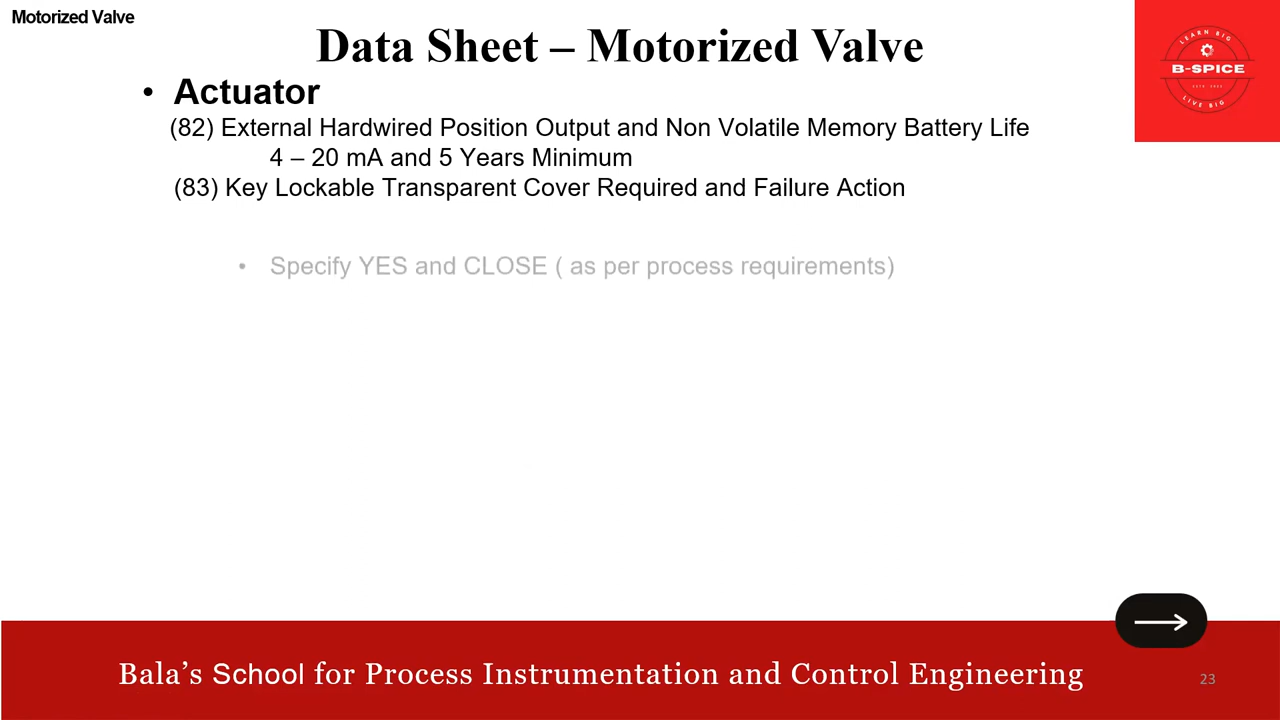 Motorized Valve
Data Sheet – Motorized Valve
• Actuator
(82) External Hardwired Position Output and Non Volatile Memory Battery Life
4 – 20 mA and 5 Years Minimum
(83) Key Lockable Transparent Cover Required and Failure Action
• Specify YES and CLOSE ( as per process requirements)
LEARN BIG
B-SPICE
LIVE BIG
Bala’s School for Process Instrumentation and Control Engineering
23